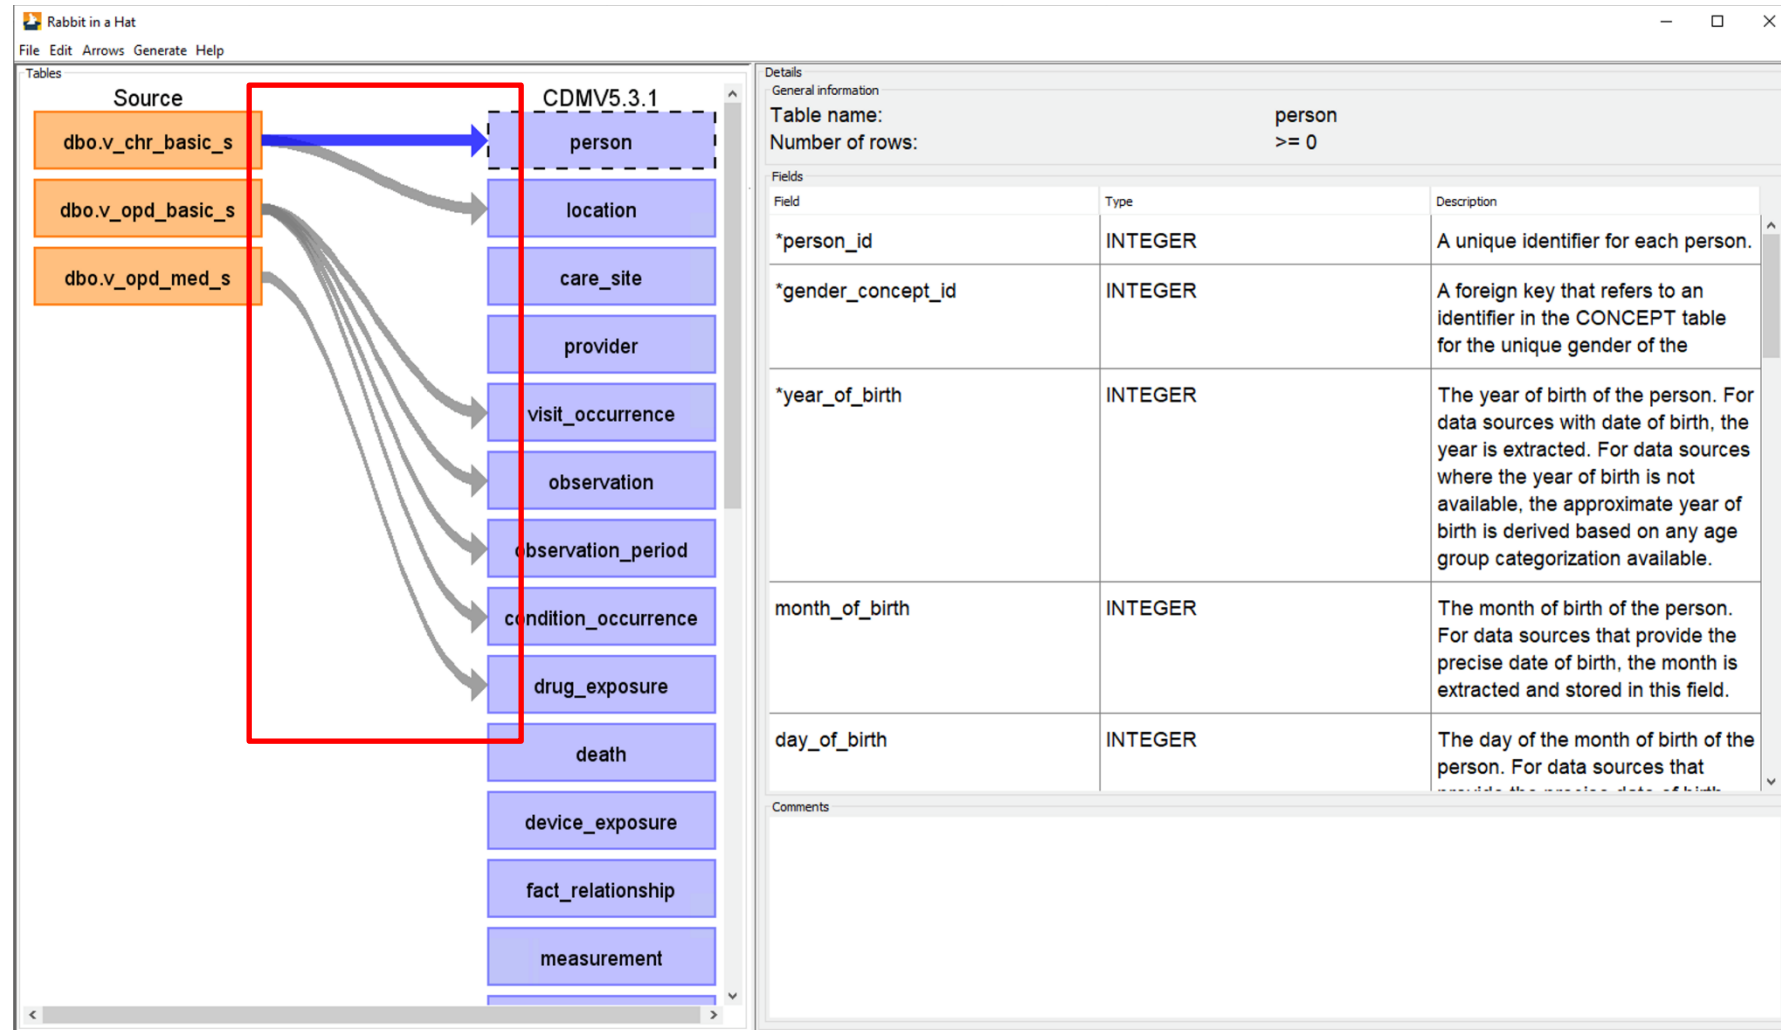 Rabbit in a Hat
File Edit Arrows Generate Help
Tables
Source
CDMV5.3.1
dbo.v_chr_basic_s
dbo.v_opd_basic_s
dbo.v_opd_med_s
person
location
care_site
provider
visit_occurrence
observation
observation_period
condition_occurrence
drug_exposure
death
device_exposure
fact_relationship
measurement
Details
General information
Table name: person
Number of rows: >= 0
Fields
Field Type Description
*person_id INTEGER A unique identifier for each person.
*gender_concept_id INTEGER A foreign key that refers to an
identifier in the CONCEPT table
for the unique gender of the
*year_of_birth INTEGER The year of birth of the person. For
data sources with date of birth, the
year is extracted. For data sources
where the year of birth is not
available, the approximate year of
birth is derived based on any age
group categorization available.
month_of_birth INTEGER The month of birth of the person.
For data sources that provide the
precise date of birth, the month is
extracted and stored in this field.
day_of_birth INTEGER The day of the month of birth of the
person. For data sources that
provide the precise date of birth
Comments